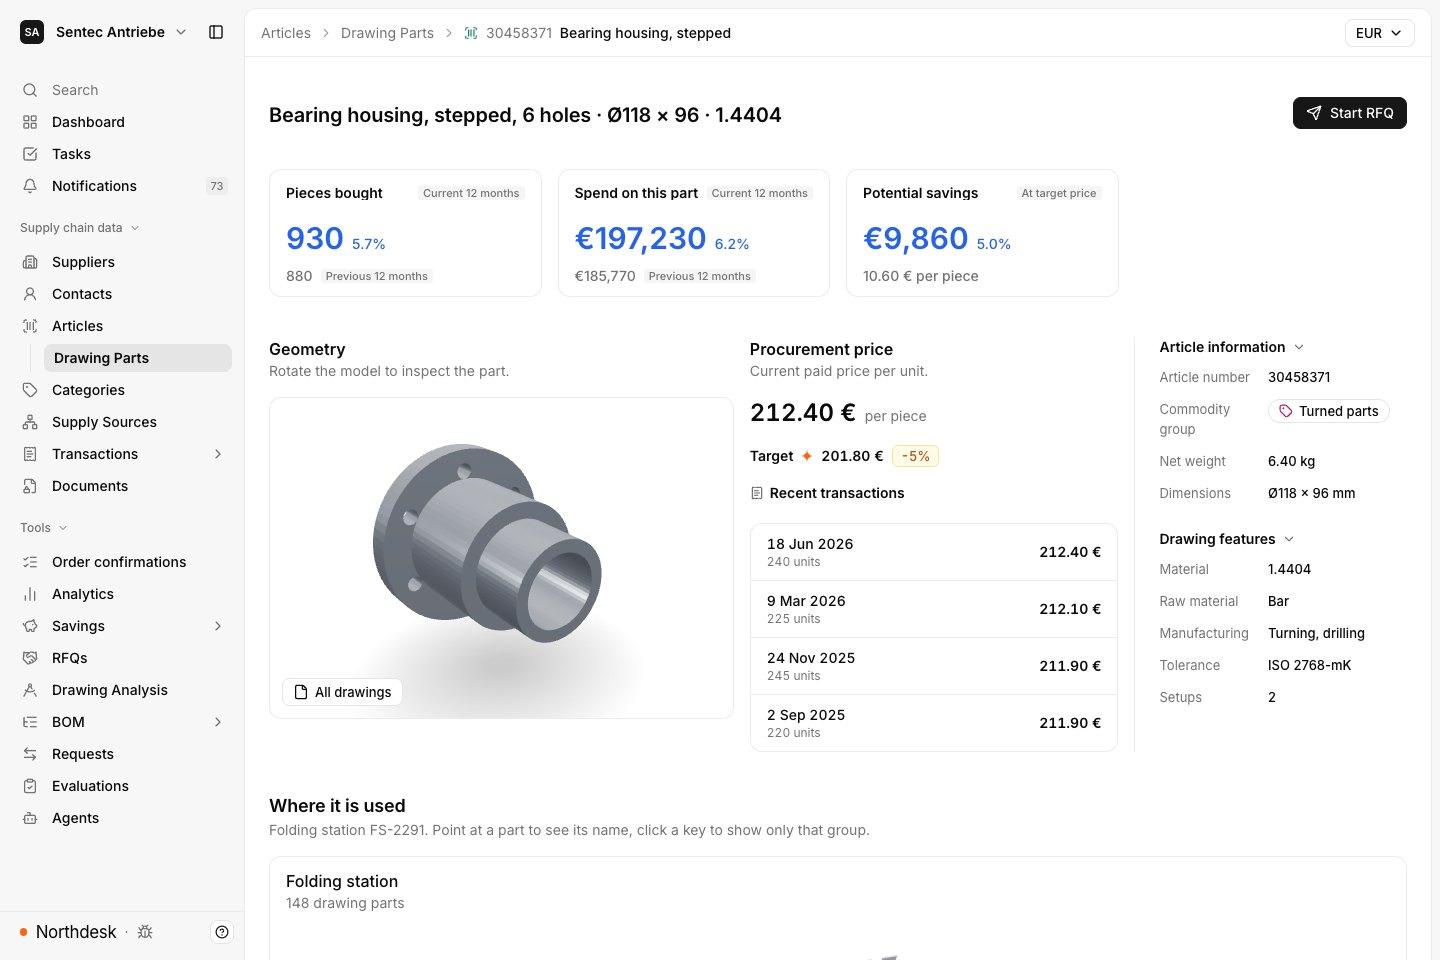 SA Sentec Antriebe
Search
Dashboard
Tasks
Notifications 73
Supply chain data
Suppliers
Contacts
Articles
Drawing Parts
Categories
Supply Sources
Transactions
Documents
Tools
Order confirmations
Analytics
Savings
RFQs
Drawing Analysis
BOM
Requests
Evaluations
Agents
Northdesk ·
Articles Drawing Parts 30458371 Bearing housing, stepped
EUR
Bearing housing, stepped, 6 holes · Ø118 × 96 · 1.4404
Start RFQ
Pieces bought Current 12 months
930 5.7%
880 Previous 12 months
Spend on this part Current 12 months
€197,230 6.2%
€185,770 Previous 12 months
Potential savings At target price
€9,860 5.0%
10.60 € per piece
Geometry
Rotate the model to inspect the part.
All drawings
Procurement price
Current paid price per unit.
212.40 € per piece
Target 201.80 € -5%
Recent transactions
18 Jun 2026
240 units
212.40 €
9 Mar 2026
225 units
212.10 €
24 Nov 2025
245 units
211.90 €
2 Sep 2025
220 units
211.90 €
Article information
Article number 30458371
Commodity group Turned parts
Net weight 6.40 kg
Dimensions Ø118 × 96 mm
Drawing features
Material 1.4404
Raw material Bar
Manufacturing Turning, drilling
Tolerance ISO 2768-mK
Setups 2
Where it is used
Folding station FS-2291. Point at a part to see its name, click a key to show only that group.
Folding station
148 drawing parts